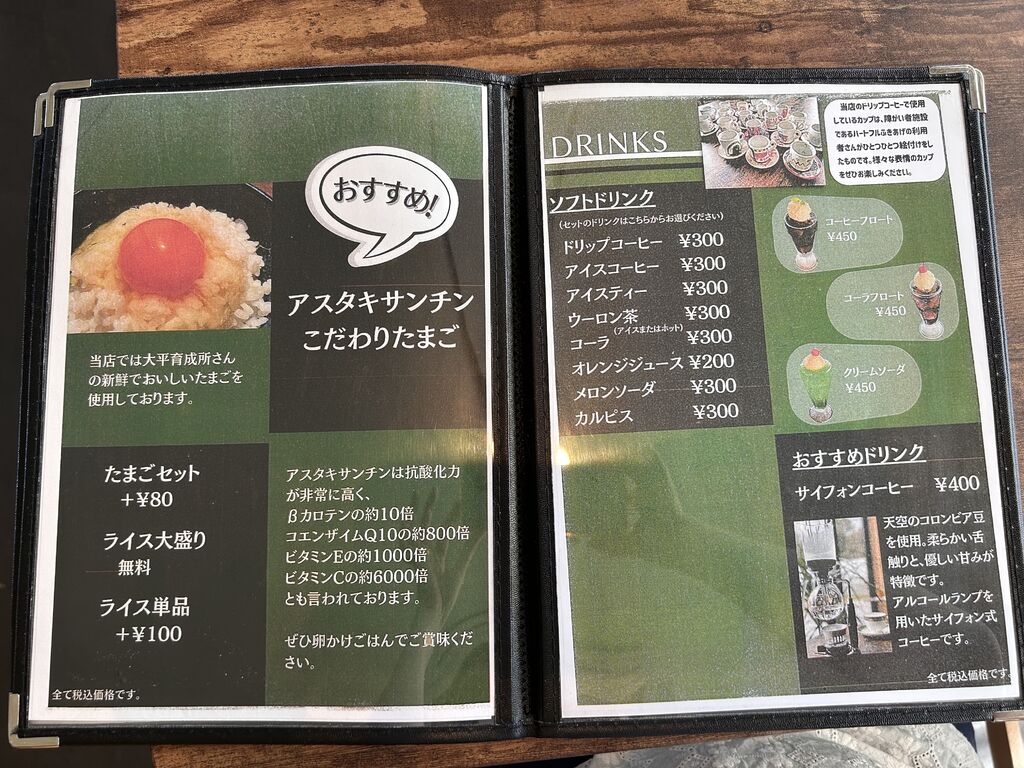 おすすめ!
アスタキサンチン
こだわりたまご
当店では大平育成所さん
の新鮮でおいしいたまごを
使用しております。
たまごセット
+¥80
ライス大盛り
無料
ライス単品
+¥100
アスタキサンチンは抗酸化力
が非常に高く、
βカロテンの約10倍
コエンザイムQ10の約800倍
ビタミンEの約1000倍
ビタミンCの約6000倍
とも言われております。
ぜひ卵かけごはんでご賞味くだ
さい。
全て税込価格です。
DRINKS
当店のドリップコーヒーで使用
しているカップは、障がい者施設
であるハートフルふきあげの利用
者さんがひとつひとつ絵付けをし
たものです。様々な表情のカップ
をぜひお楽しみください。
ソフトドリンク
(セットのドリンクはこちらからお選びください)
ドリップコーヒー ¥300
アイスコーヒー ¥300
アイスティー ¥300
ウーロン茶 ¥300
(アイスまたはホット)
コーラ ¥300
オレンジジュース ¥200
メロンソーダ ¥300
カルピス ¥300
コーヒーフロート
¥450
コーラフロート
¥450
クリームソーダ
¥450
おすすめドリンク
サイフォンコーヒー ¥400
天空のコロンビア豆
を使用。柔らかい舌
触りと、優しい甘みが
特徴です。
アルコールランプを
用いたサイフォン式
コーヒーです。
全て税込価格です。